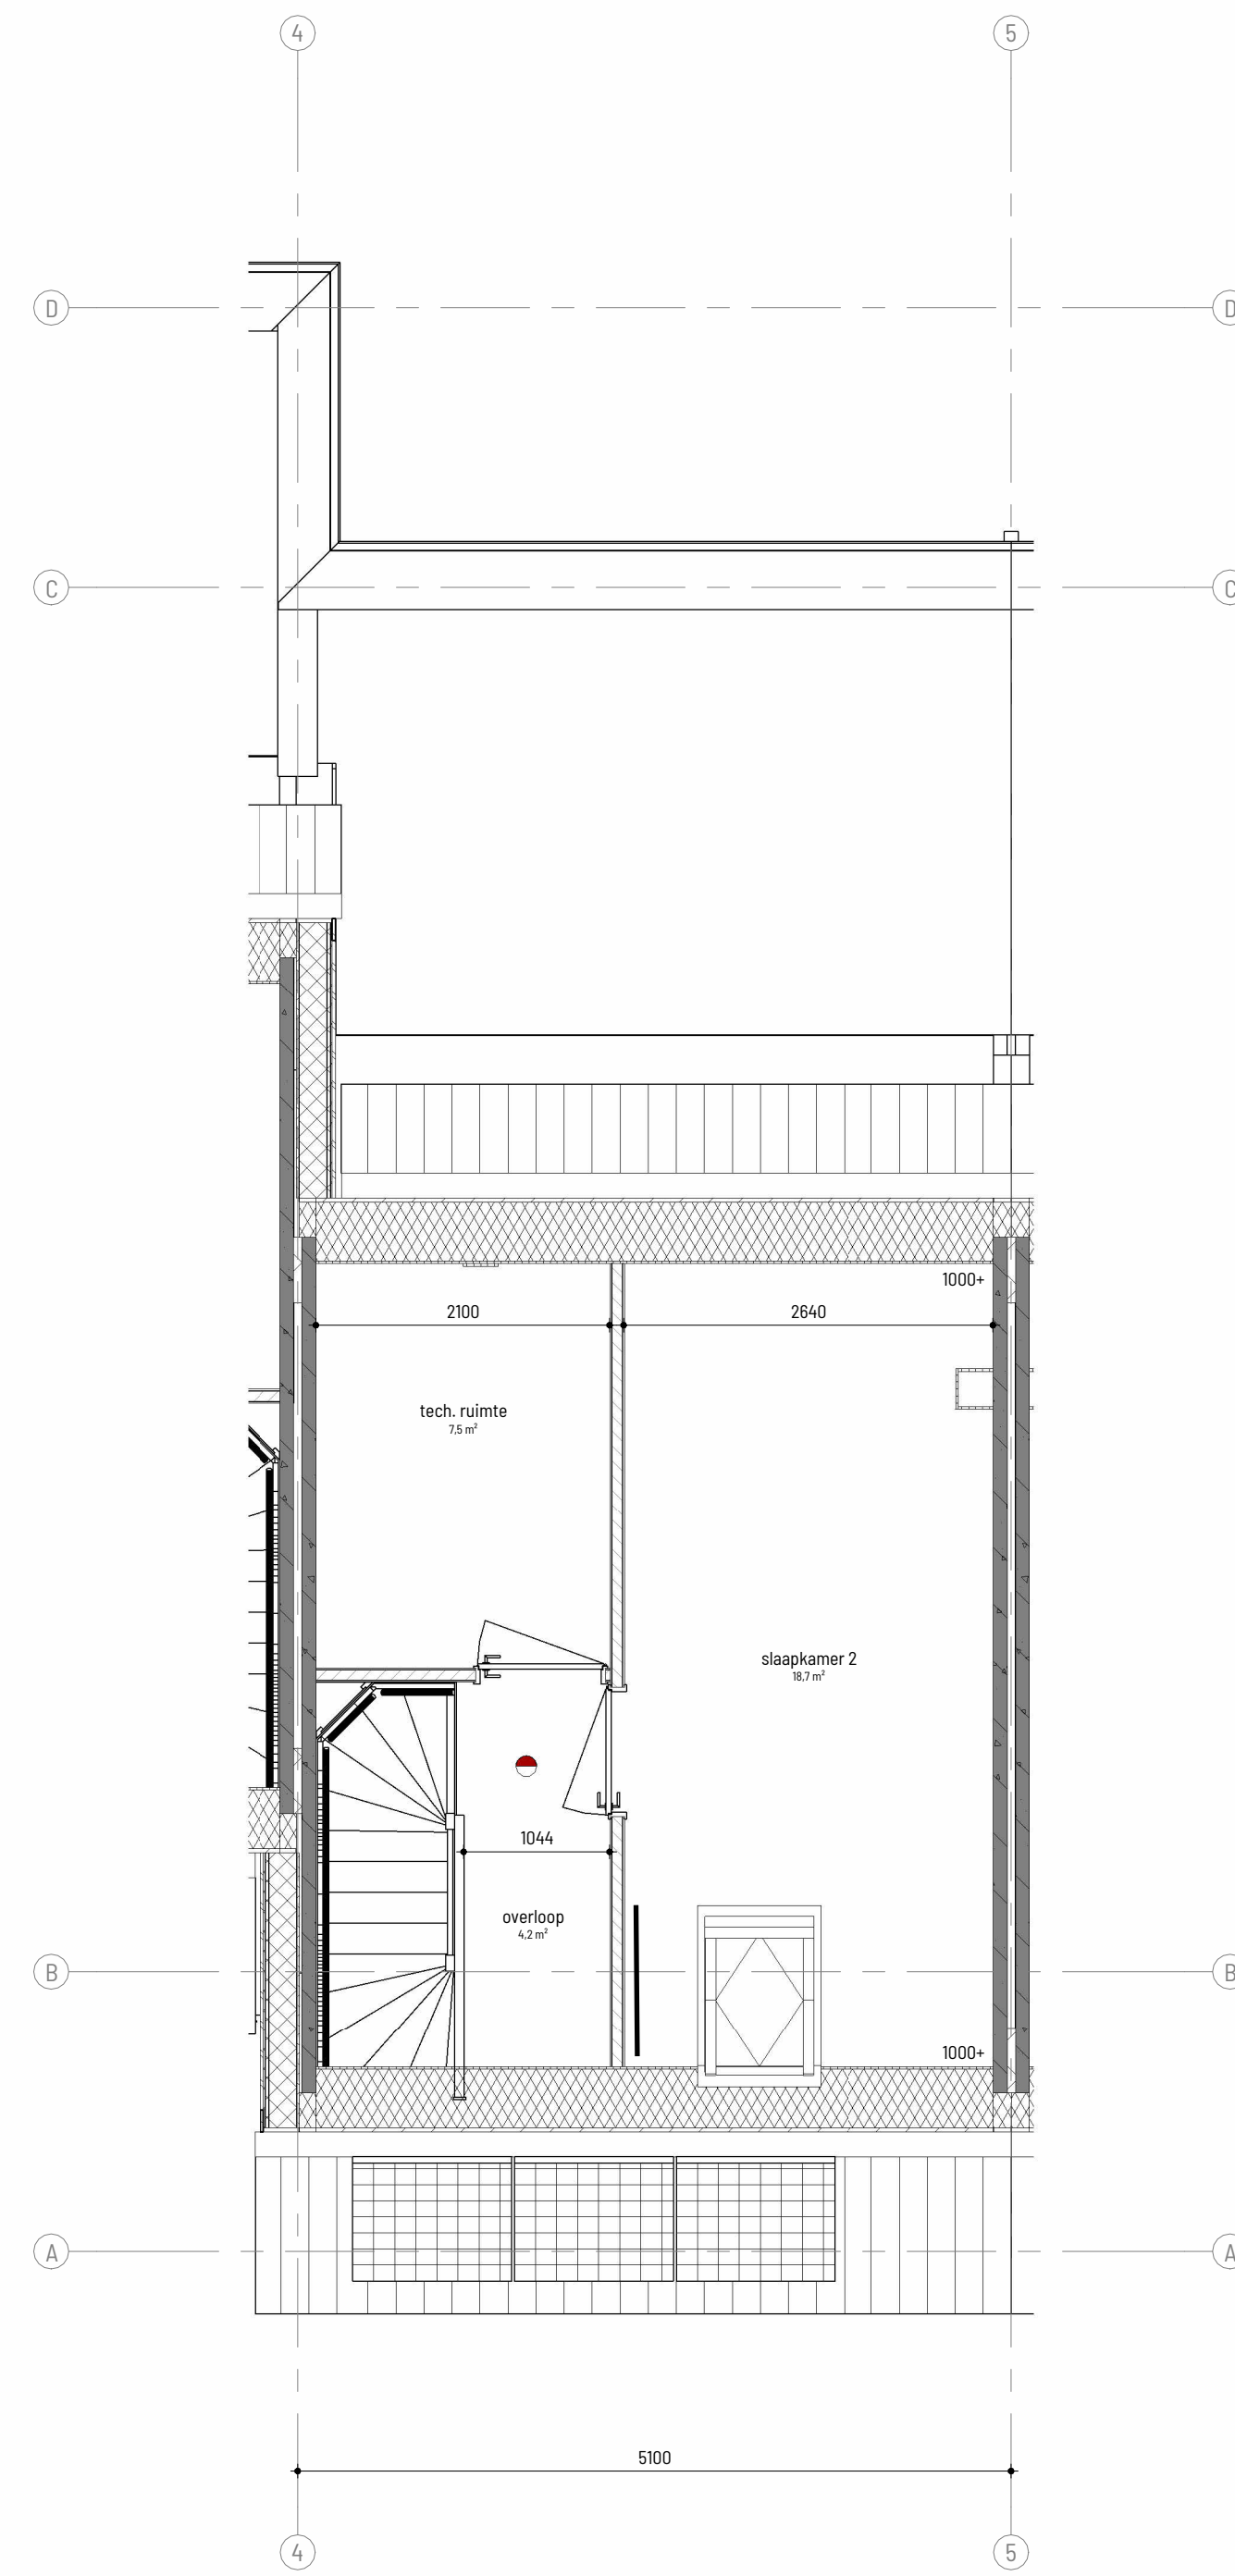 4 5
D D
C C
1000+
2100 2640
tech. ruimte
7,5 m²
slaapkamer 2
18,7 m²
1044
overloop
4,2 m²
B B
1000+
A A
5100
4 5